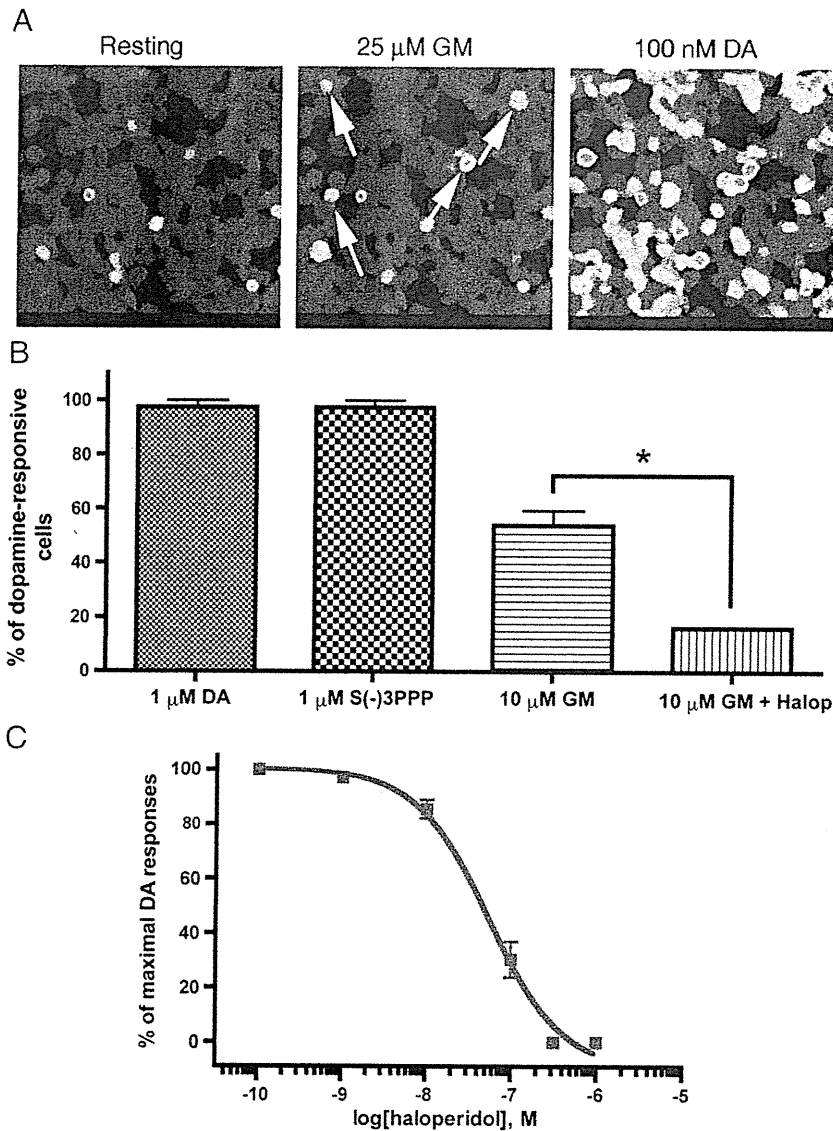 A
Resting 25 μM GM 100 nM DA
B
% of dopamine-responsive
cells
100
80
60
40
20
0
*
1 μM DA 1 μM S(-)3PPP 10 μM GM 10 μM GM + Halop
C
% of maximal DA responses
100
80
60
40
20
0
-10 -9 -8 -7 -6 -5
log[haloperidol], M